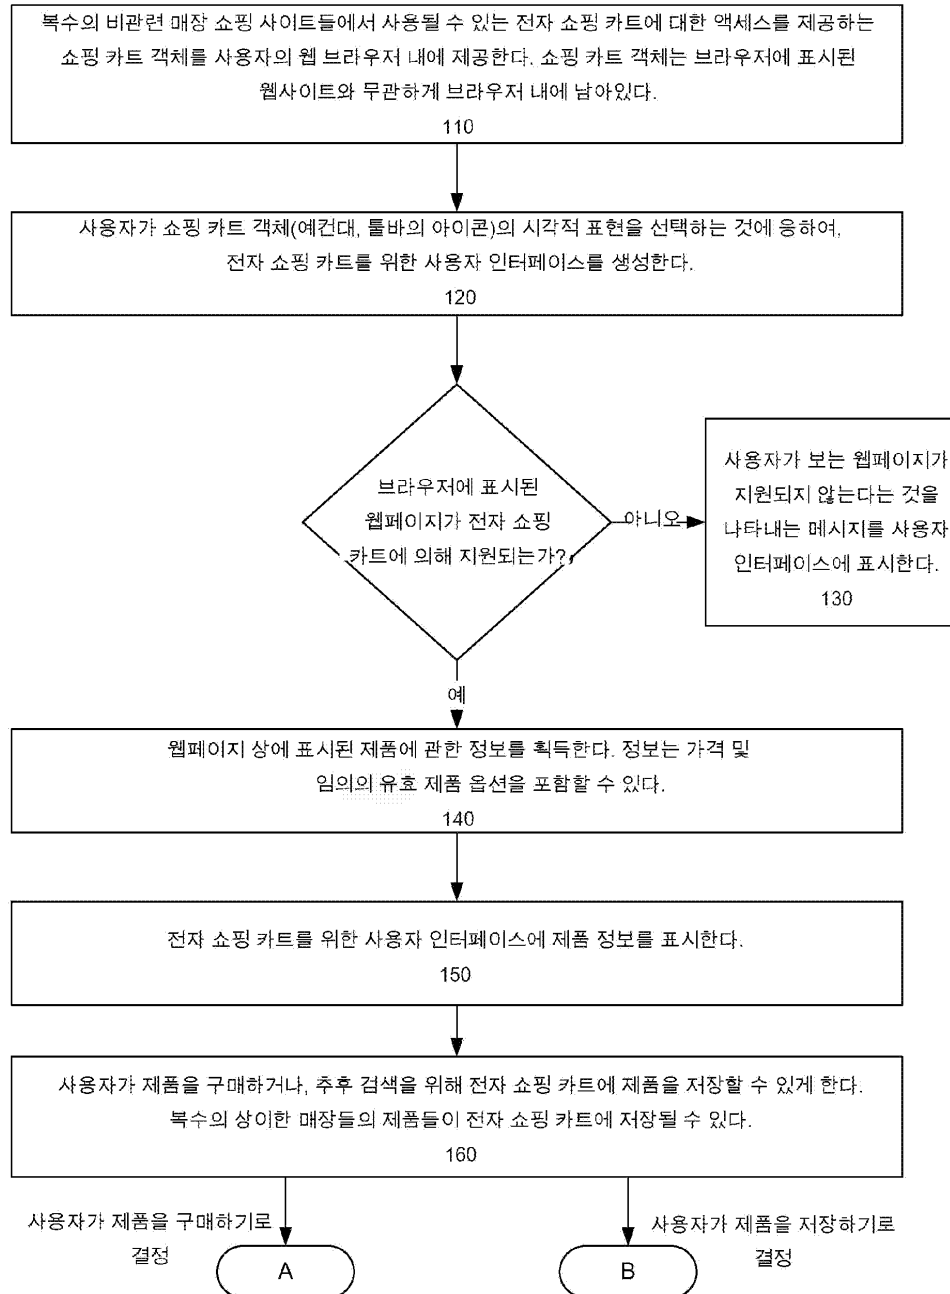 복수의 비관련 매장 쇼핑 사이트들에서 사용될 수 있는 전자 쇼핑 카트에 대한 액세스를 제공하는
쇼핑 카트 객체를 사용자의 웹 브라우저 내에 제공한다. 쇼핑 카트 객체는 브라우저에 표시된
웹사이트와 무관하게 브라우저 내에 남아있다.
110
사용자가 쇼핑 카트 객체(예컨대, 툴바의 아이콘)의 시각적 표현을 선택하는 것에 응하여,
전자 쇼핑 카트를 위한 사용자 인터페이스를 생성한다.
120
브라우저에 표시된
웹페이지가 전자 쇼핑
카트에 의해 지원되는가?
아니오
사용자가 보는 웹페이지가
지원되지 않는다는 것을
나타내는 메시지를 사용자
인터페이스에 표시한다.
130
예
웹페이지 상에 표시된 제품에 관한 정보를 획득한다. 정보는 가격 및
임의의 유효 제품 옵션을 포함할 수 있다.
140
전자 쇼핑 카트를 위한 사용자 인터페이스에 제품 정보를 표시한다.
150
사용자가 제품을 구매하거나, 추후 검색을 위해 전자 쇼핑 카트에 제품을 저장할 수 있게 한다.
복수의 상이한 매장들의 제품들이 전자 쇼핑 카트에 저장될 수 있다.
160
사용자가 제품을 구매하기로
결정
A
사용자가 제품을 저장하기로
결정
B